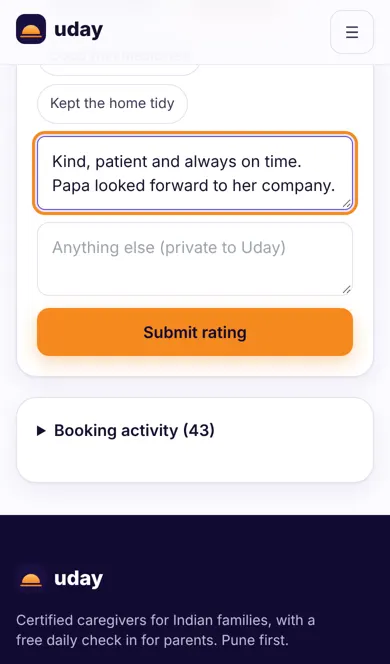 uday
Kept the home tidy
Kind, patient and always on time.
Papa looked forward to her company.
Anything else (private to Uday)
Submit rating
Booking activity (43)
uday
Certified caregivers for Indian families, with a
free daily check in for parents. Pune first.